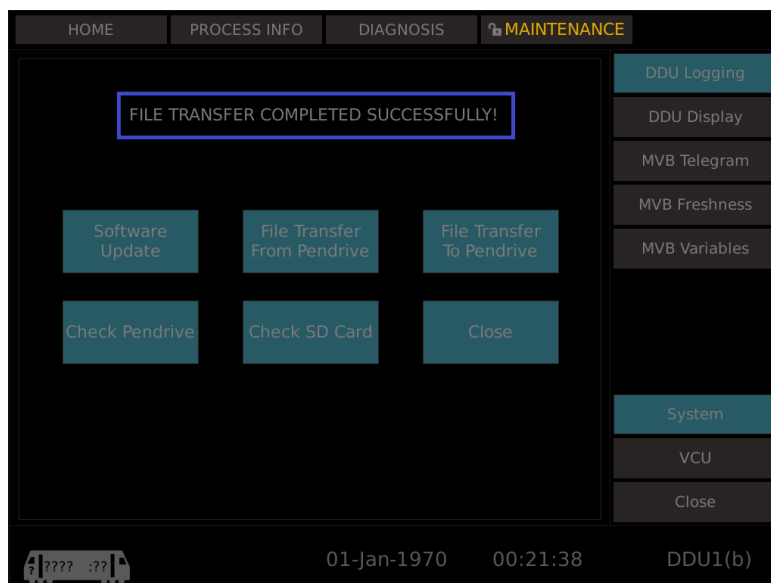 HOME
PROCESS INFO
DIAGNOSIS
MAINTENANCE
FILE TRANSFER COMPLETED SUCCESSFULLY!
Software
Update
File Transfer
From Pendrive
File Transfer
To Pendrive
Check Pendrive
Check SD Card
Close
DDU Logging
DDU Display
MVB Telegram
MVB Freshness
MVB Variables
System
VCU
Close
? ???? :??
01-Jan-1970
00:21:38
DDU1(b)